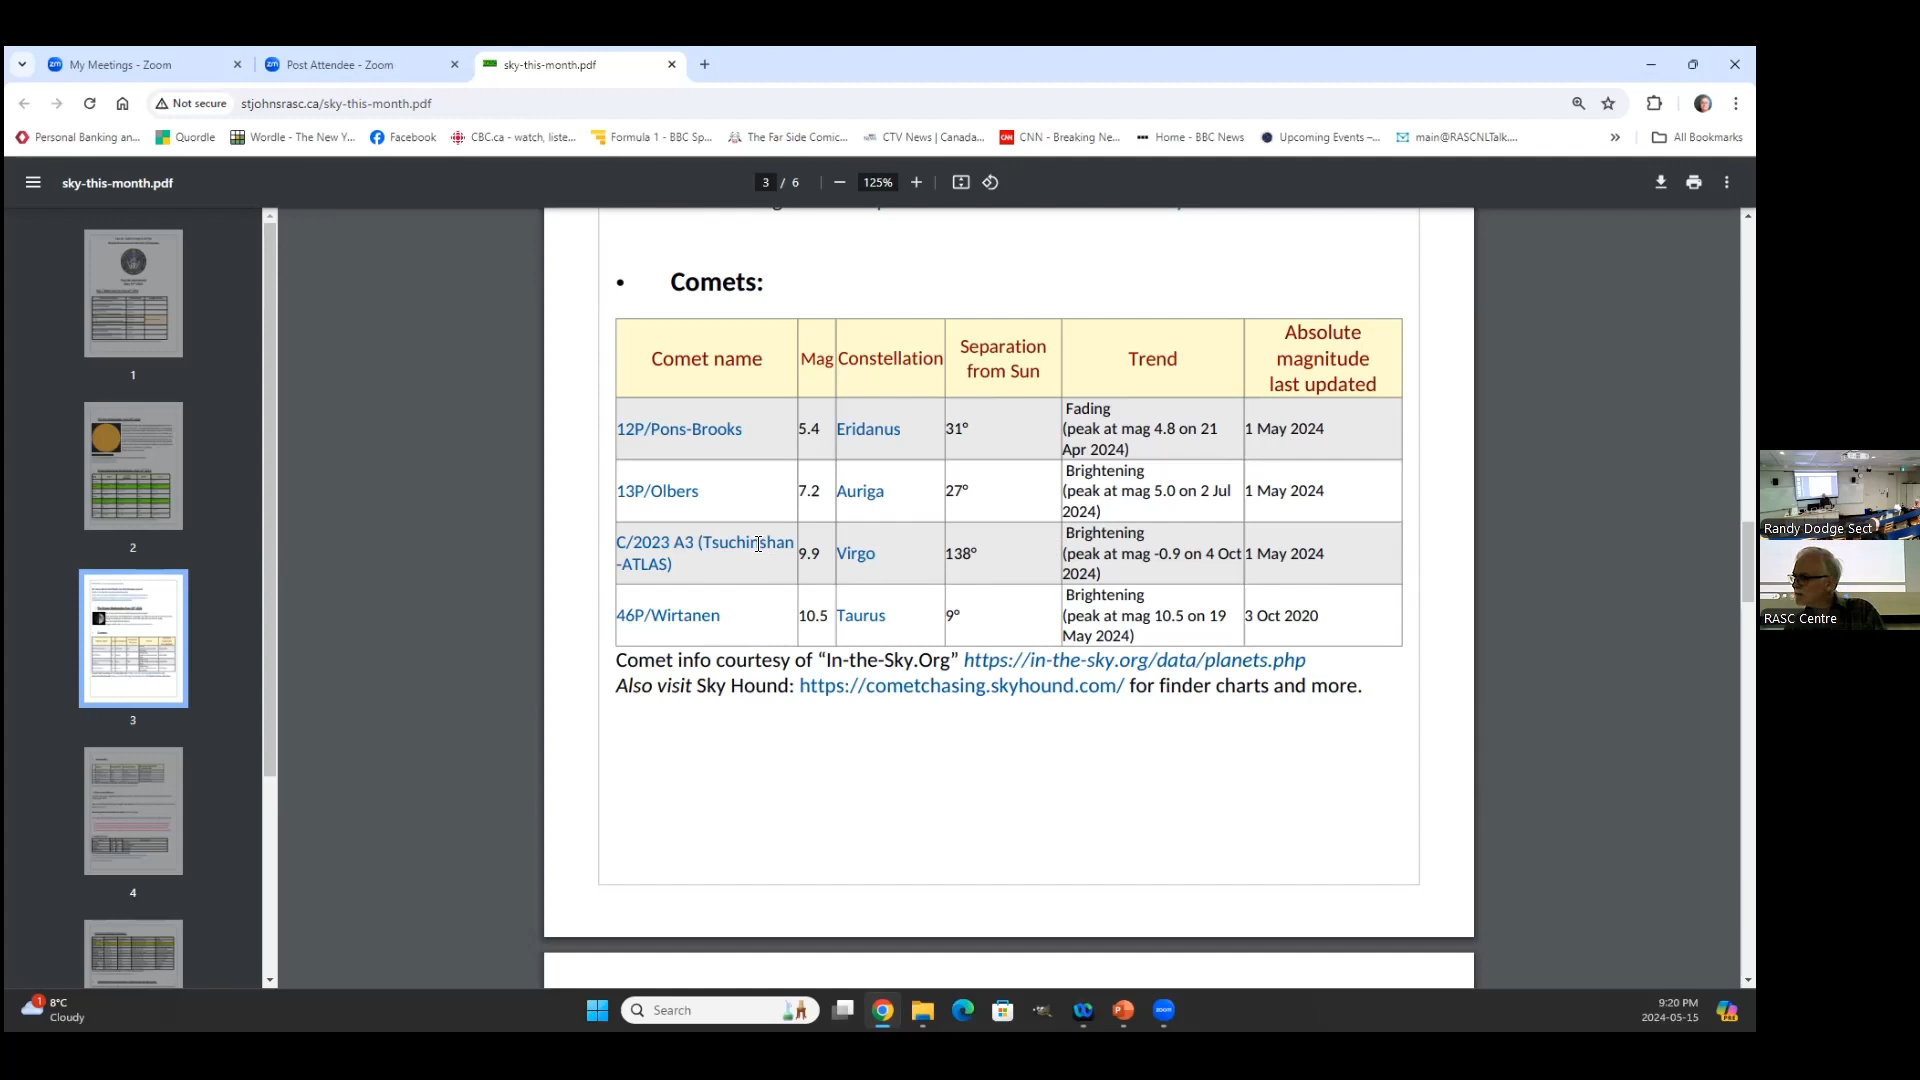 My Meetings - Zoom
Post Attendee - Zoom
sky-this-month.pdf
Not secure
stjohnsrasc.ca/sky-this-month.pdf
Personal Banking an...
Quordle
Wordle - The New Y...
Facebook
CBC.ca - watch, liste...
Formula 1 - BBC Sp...
The Far Side Comic...
CTV News | Canada...
CNN - Breaking Ne...
Home - BBC News
Upcoming Events –...
main@RASCNLTalk....
All Bookmarks
sky-this-month.pdf
3 / 6
125%
1
2
3
4
• Comets:
Comet name
Mag
Constellation
Separation
from Sun
Trend
Absolute
magnitude
last updated
12P/Pons-Brooks
5.4
Eridanus
31°
Fading
(peak at mag 4.8 on 21
Apr 2024)
1 May 2024
13P/Olbers
7.2
Auriga
27°
Brightening
(peak at mag 5.0 on 2 Jul
2024)
1 May 2024
C/2023 A3 (Tsuchinshan
-ATLAS)
9.9
Virgo
138°
Brightening
(peak at mag -0.9 on 4 Oct
2024)
1 May 2024
46P/Wirtanen
10.5
Taurus
9°
Brightening
(peak at mag 10.5 on 19
May 2024)
3 Oct 2020
Comet info courtesy of “In-the-Sky.Org” https://in-the-sky.org/data/planets.php
Also visit Sky Hound: https://cometchasing.skyhound.com/ for finder charts and more.
Randy Dodge Sect
RASC Centre
1
8°C
Cloudy
Search
9:20 PM
2024-05-15